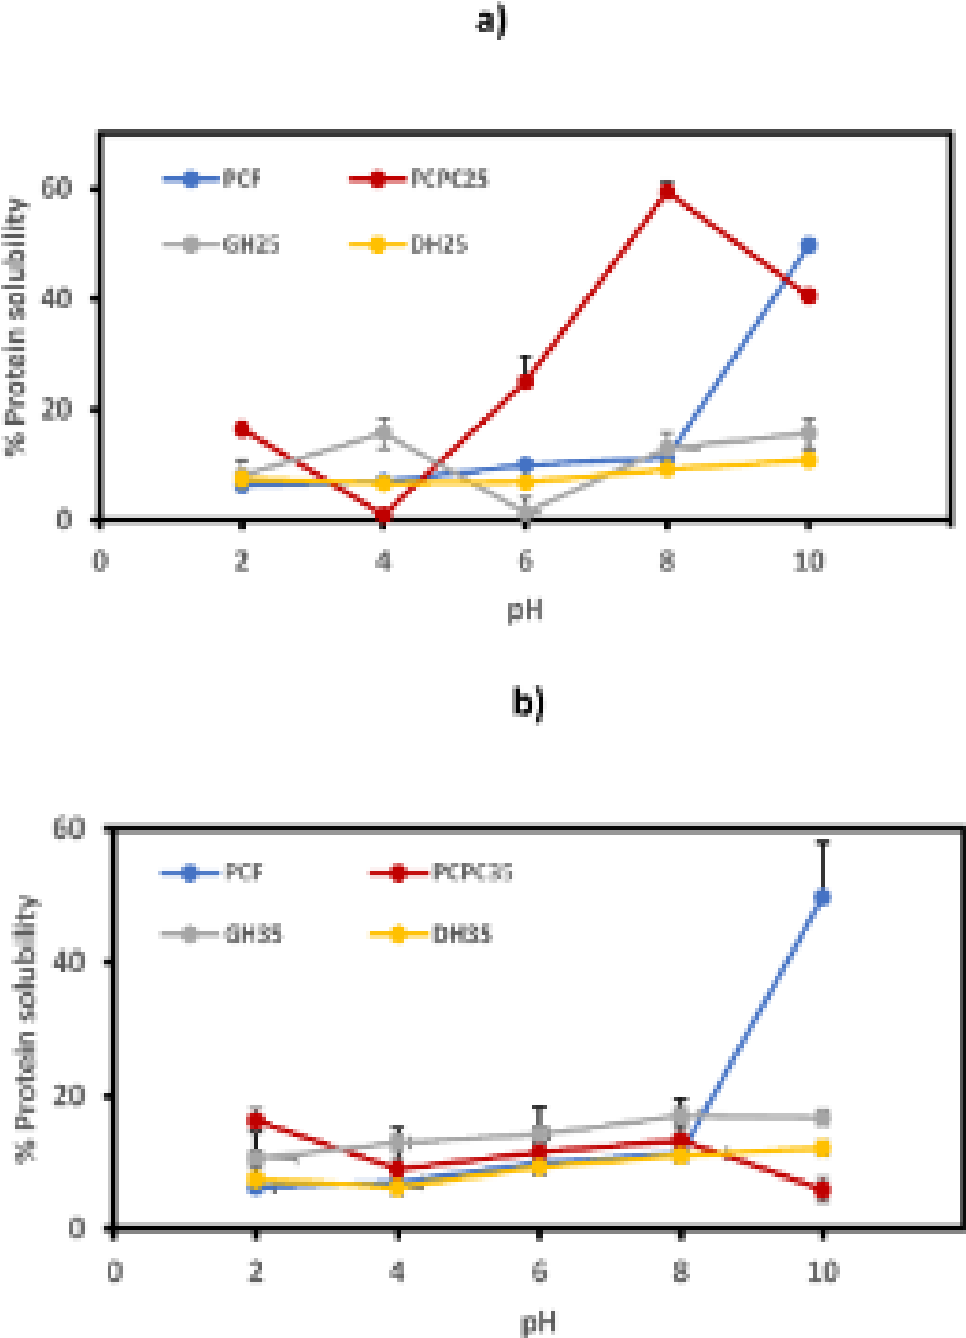 a)
PCF PCPC25
GH25 DH25
% Protein solubility
60
40
20
0
0 2 4 6 8 10
pH
b)
PCF PCPC35
GH35 DH35
% Protein solubility
60
40
20
0
0 2 4 6 8 10
pH